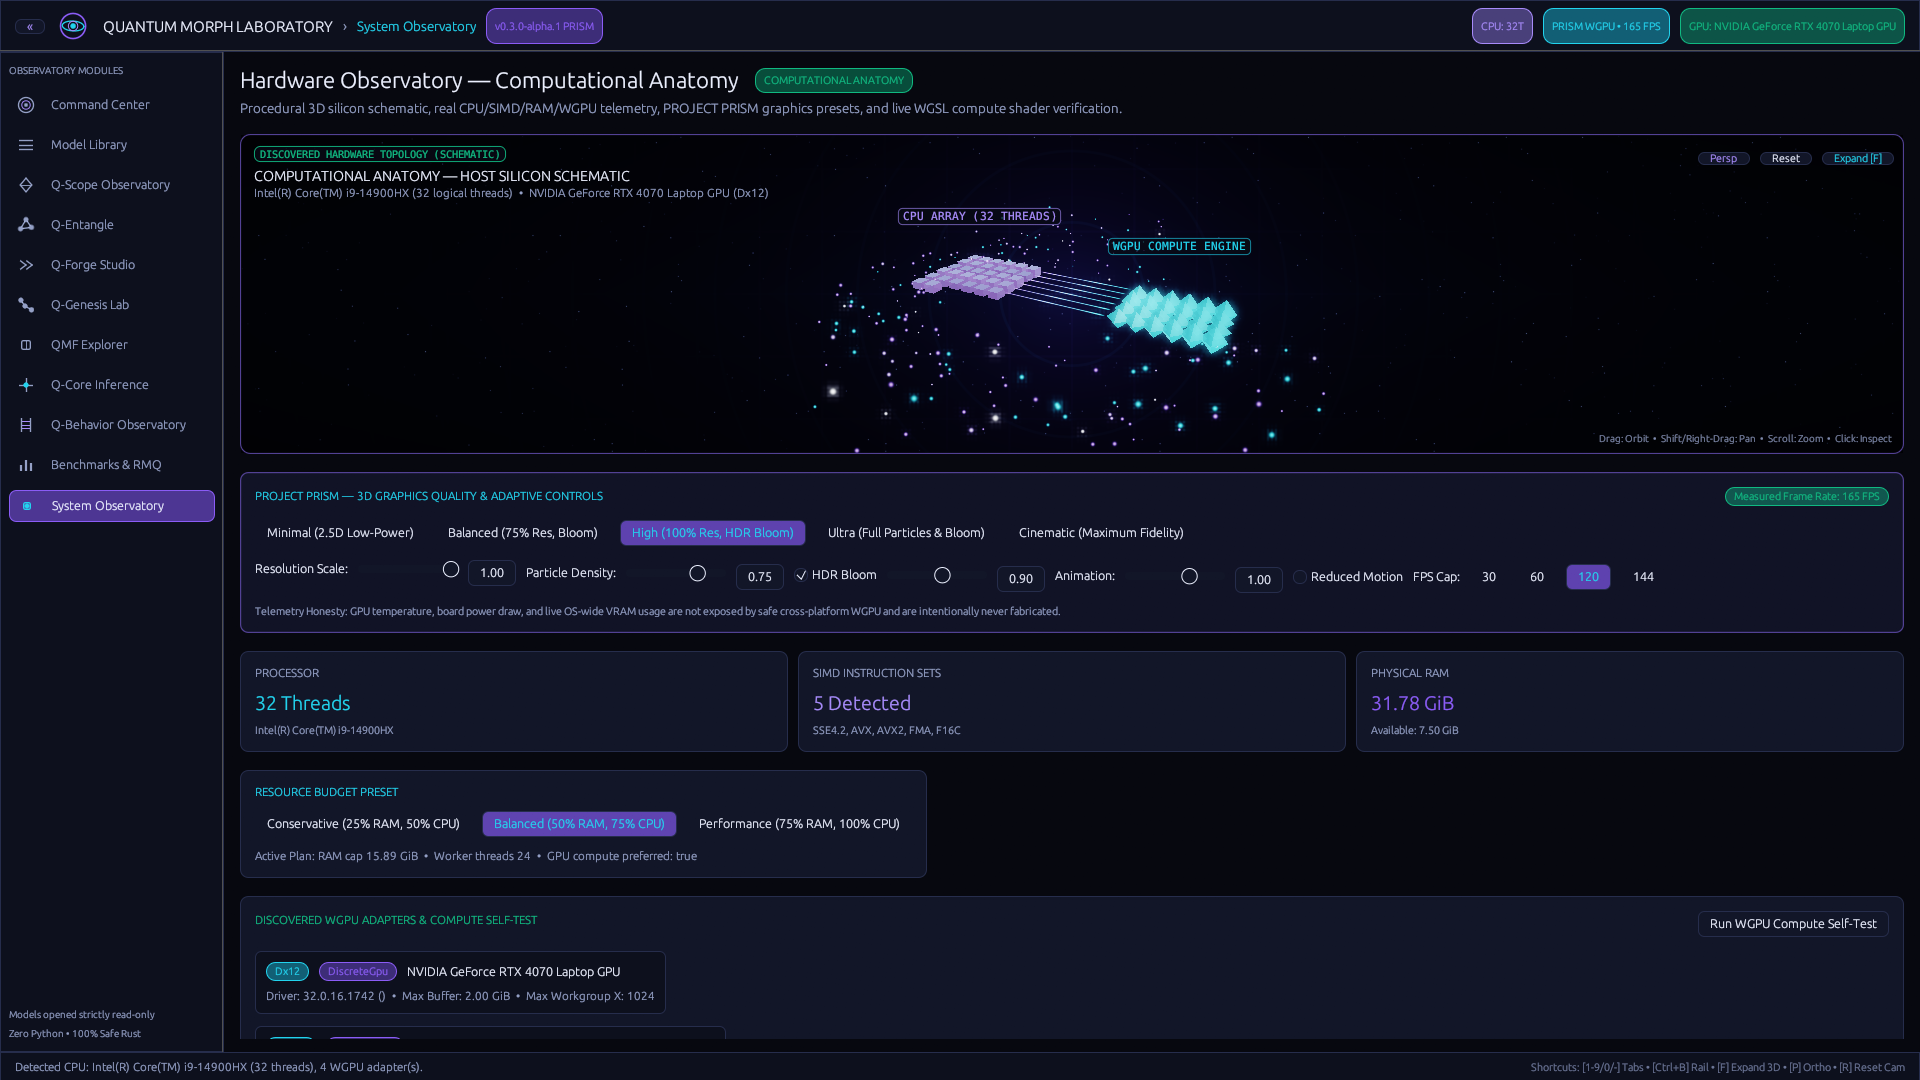 «
QUANTUM MORPH LABORATORY › System Observatory v0.3.0-alpha.1 PRISM
CPU: 32T
PRISM WGPU • 165 FPS
GPU: NVIDIA GeForce RTX 4070 Laptop GPU
OBSERVATORY MODULES
Command Center
Model Library
Q-Scope Observatory
Q-Entangle
Q-Forge Studio
Q-Genesis Lab
QMF Explorer
Q-Core Inference
Q-Behavior Observatory
Benchmarks & RMQ
System Observatory
Models opened strictly read-only
Zero Python • 100% Safe Rust
Hardware Observatory — Computational Anatomy COMPUTATIONAL ANATOMY
Procedural 3D silicon schematic, real CPU/SIMD/RAM/WGPU telemetry, PROJECT PRISM graphics presets, and live WGSL compute shader verification.
DISCOVERED HARDWARE TOPOLOGY (SCHEMATIC)
COMPUTATIONAL ANATOMY — HOST SILICON SCHEMATIC
Intel(R) Core(TM) i9-14900HX (32 logical threads) • NVIDIA GeForce RTX 4070 Laptop GPU (Dx12)
Persp Reset Expand [F]
CPU ARRAY (32 THREADS)
WGPU COMPUTE ENGINE
Drag: Orbit • Shift/Right-Drag: Pan • Scroll: Zoom • Click: Inspect
PROJECT PRISM — 3D GRAPHICS QUALITY & ADAPTIVE CONTROLS
Measured Frame Rate: 165 FPS
Minimal (2.5D Low-Power) Balanced (75% Res, Bloom) High (100% Res, HDR Bloom) Ultra (Full Particles & Bloom) Cinematic (Maximum Fidelity)
Resolution Scale: 1.00 Particle Density: 0.75 HDR Bloom 0.90 Animation: 1.00 Reduced Motion FPS Cap: 30 60 120 144
Telemetry Honesty: GPU temperature, board power draw, and live OS-wide VRAM usage are not exposed by safe cross-platform WGPU and are intentionally never fabricated.
PROCESSOR
32 Threads
Intel(R) Core(TM) i9-14900HX
SIMD INSTRUCTION SETS
5 Detected
SSE4.2, AVX, AVX2, FMA, F16C
PHYSICAL RAM
31.78 GiB
Available: 7.50 GiB
RESOURCE BUDGET PRESET
Conservative (25% RAM, 50% CPU) Balanced (50% RAM, 75% CPU) Performance (75% RAM, 100% CPU)
Active Plan: RAM cap 15.89 GiB • Worker threads 24 • GPU compute preferred: true
DISCOVERED WGPU ADAPTERS & COMPUTE SELF-TEST
Run WGPU Compute Self-Test
Dx12 DiscreteGpu NVIDIA GeForce RTX 4070 Laptop GPU
Driver: 32.0.16.1742 () • Max Buffer: 2.00 GiB • Max Workgroup X: 1024
Detected CPU: Intel(R) Core(TM) i9-14900HX (32 threads), 4 WGPU adapter(s).
Shortcuts: [1-9/0/-] Tabs • [Ctrl+B] Rail • [F] Expand 3D • [P] Ortho • [R] Reset Cam